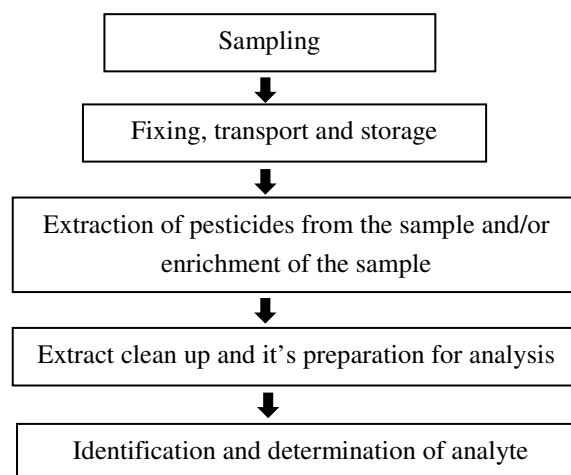 Sampling
Fixing, transport and storage
Extraction of pesticides from the sample and/or
enrichment of the sample
Extract clean up and it’s preparation for analysis
Identification and determination of analyte